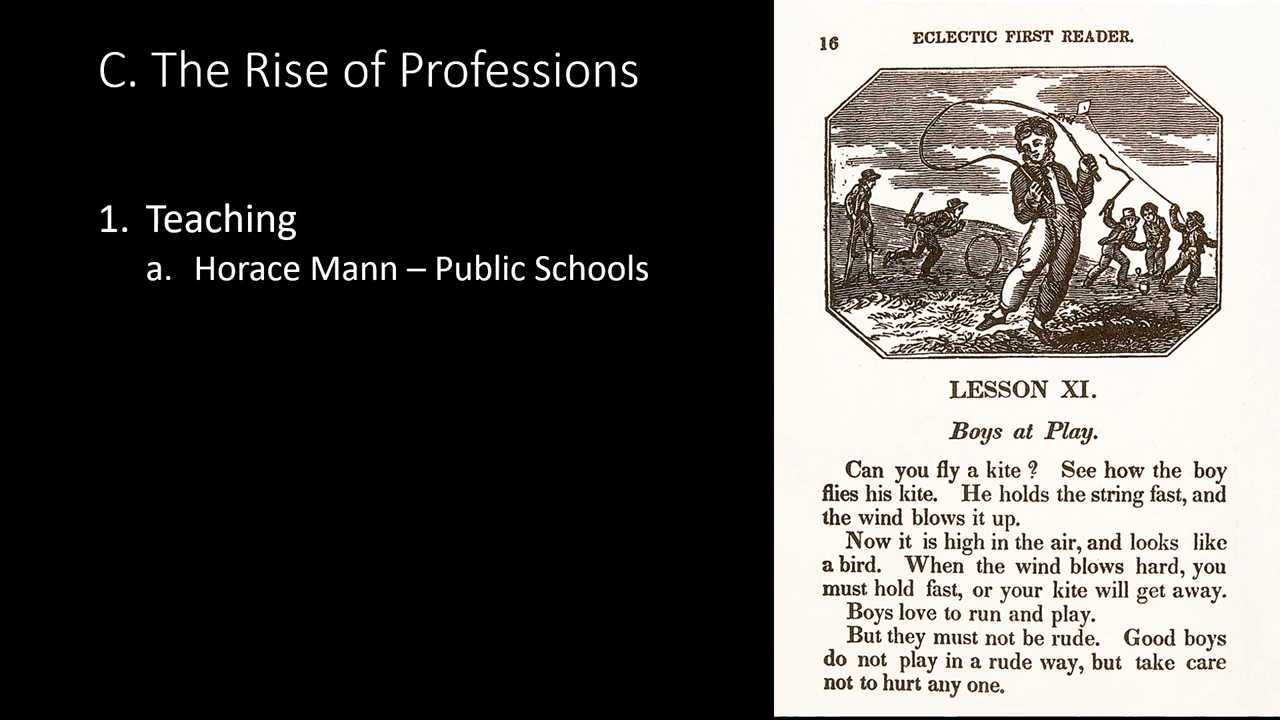 C. The Rise of Professions
1. Teaching
a. Horace Mann – Public Schools
16 ECLECTIC FIRST READER.
LESSON XI.
Boys at Play.
Can you fly a kite ? See how the boy
flies his kite. He holds the string fast, and
the wind blows it up.
Now it is high in the air, and looks like
a bird. When the wind blows hard, you
must hold fast, or your kite will get away.
Boys love to run and play.
But they must not be rude. Good boys
do not play in a rude way, but take care
not to hurt any one.